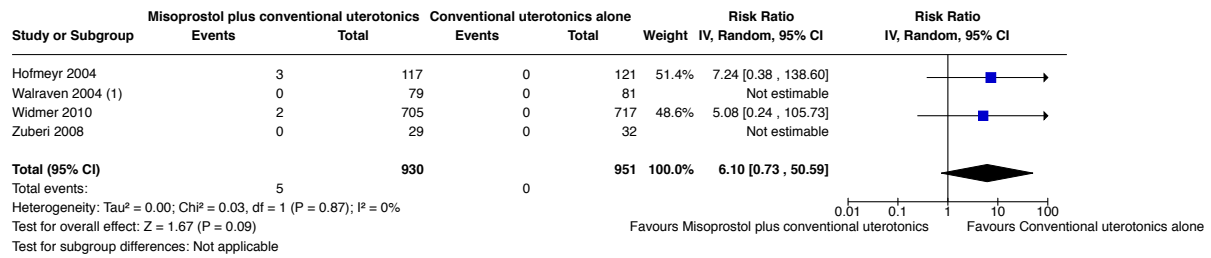 Misoprostol plus conventional uterotonics Conventional uterotonics alone Risk Ratio Risk Ratio
Study or Subgroup Events Total Events Total Weight IV, Random, 95% CI IV, Random, 95% CI
Hofmeyr 2004 3 117 0 121 51.4% 7.24 [0.38 , 138.60]
Walraven 2004 (1) 0 79 0 81 Not estimable
Widmer 2010 2 705 0 717 48.6% 5.08 [0.24 , 105.73]
Zuberi 2008 0 29 0 32 Not estimable
Total (95% CI) 930 951 100.0% 6.10 [0.73 , 50.59]
Total events: 5 0
Heterogeneity: Tau² = 0.00; Chi² = 0.03, df = 1 (P = 0.87); I² = 0%
Test for overall effect: Z = 1.67 (P = 0.09)
Test for subgroup differences: Not applicable
0.01 0.1 1 10 100
Favours Misoprostol plus conventional uterotonics Favours Conventional uterotonics alone